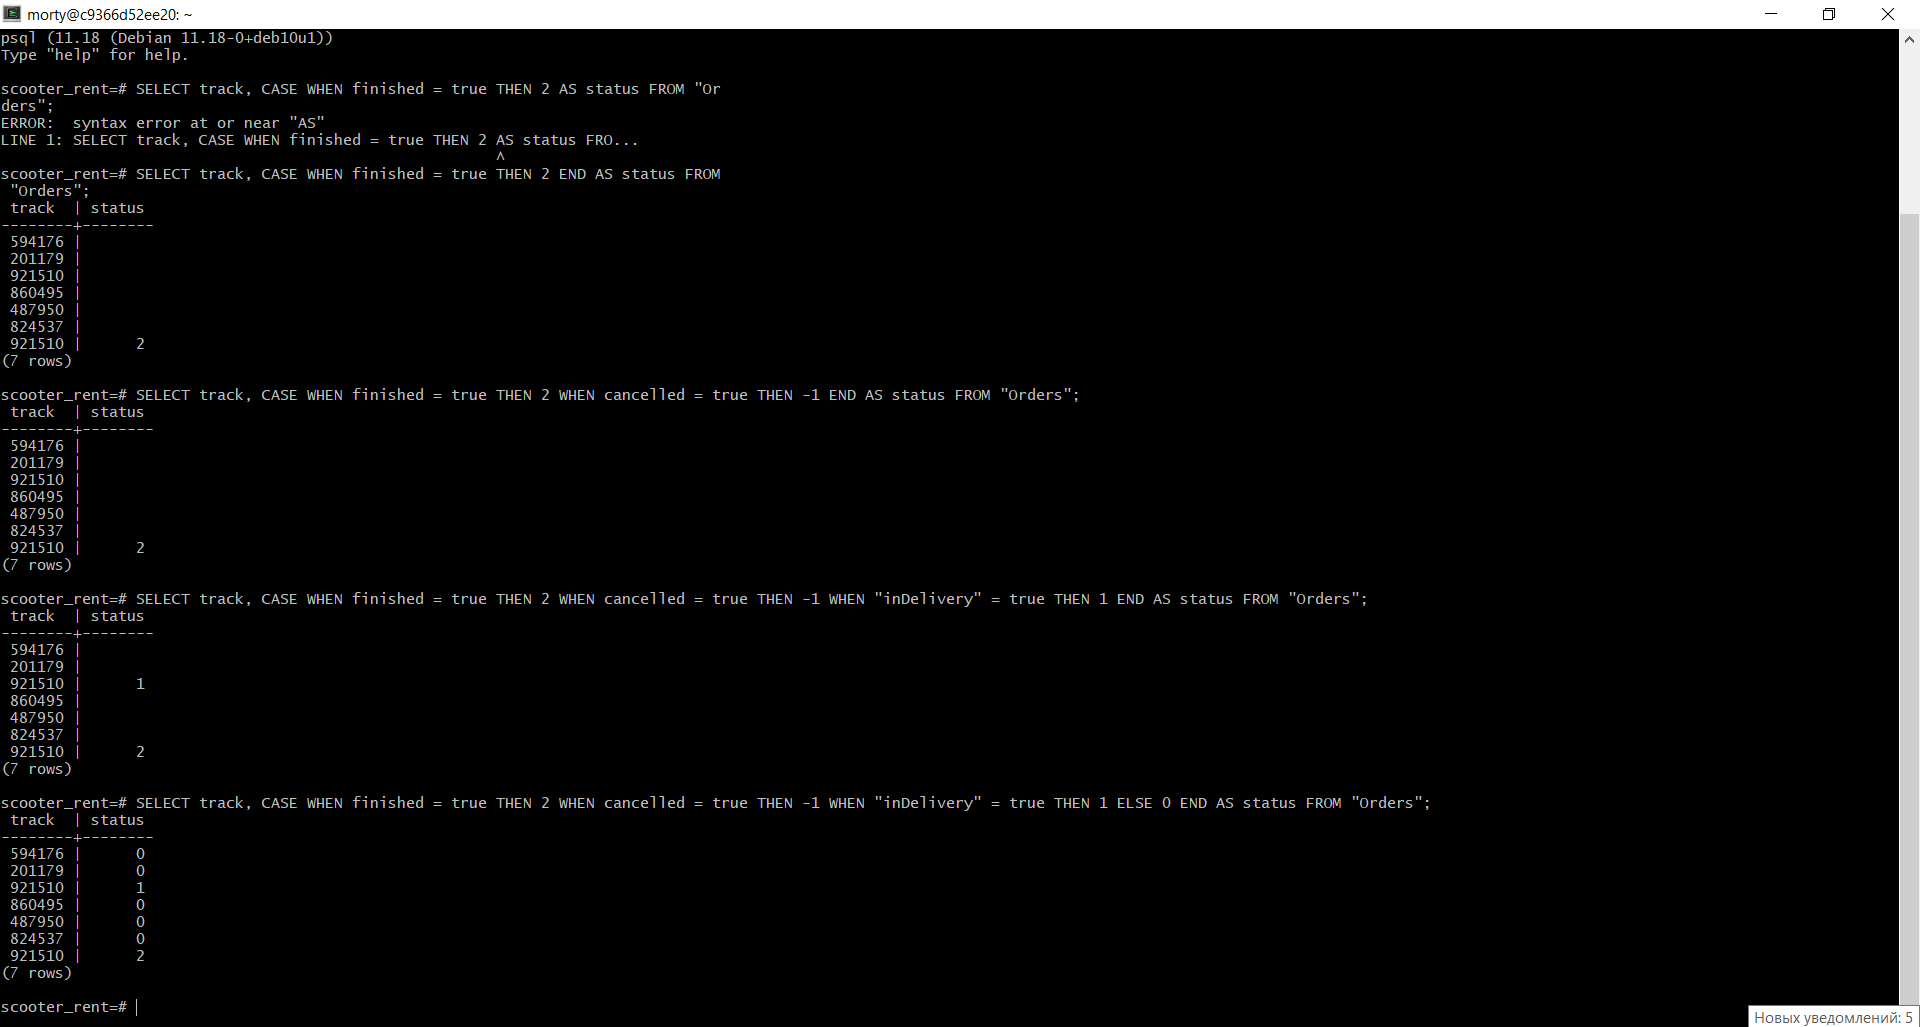 morty@c9366d52ee20: ~
psql (11.18 (Debian 11.18-0+deb10u1))
Type "help" for help.
scooter_rent=# SELECT track, CASE WHEN finished = true THEN 2 AS status FROM "Or
ders";
ERROR:  syntax error at or near "AS"
LINE 1: SELECT track, CASE WHEN finished = true THEN 2 AS status FRO...
^
scooter_rent=# SELECT track, CASE WHEN finished = true THEN 2 END AS status FROM
 "Orders";
 track  | status
--------+--------
 594176 |
 201179 |
 921510 |
 860495 |
 487950 |
 824537 |
 921510 |      2
(7 rows)
scooter_rent=# SELECT track, CASE WHEN finished = true THEN 2 WHEN cancelled = true THEN -1 END AS status FROM "Orders";
 track  | status
--------+--------
 594176 |
 201179 |
 921510 |
 860495 |
 487950 |
 824537 |
 921510 |      2
(7 rows)
scooter_rent=# SELECT track, CASE WHEN finished = true THEN 2 WHEN cancelled = true THEN -1 WHEN "inDelivery" = true THEN 1 END AS status FROM "Orders";
 track  | status
--------+--------
 594176 |
 201179 |
 921510 |      1
 860495 |
 487950 |
 824537 |
 921510 |      2
(7 rows)
scooter_rent=# SELECT track, CASE WHEN finished = true THEN 2 WHEN cancelled = true THEN -1 WHEN "inDelivery" = true THEN 1 ELSE 0 END AS status FROM "Orders";
 track  | status
--------+--------
 594176 |      0
 201179 |      0
 921510 |      1
 860495 |      0
 487950 |      0
 824537 |      0
 921510 |      2
(7 rows)
scooter_rent=#
Новых уведомлений: 5